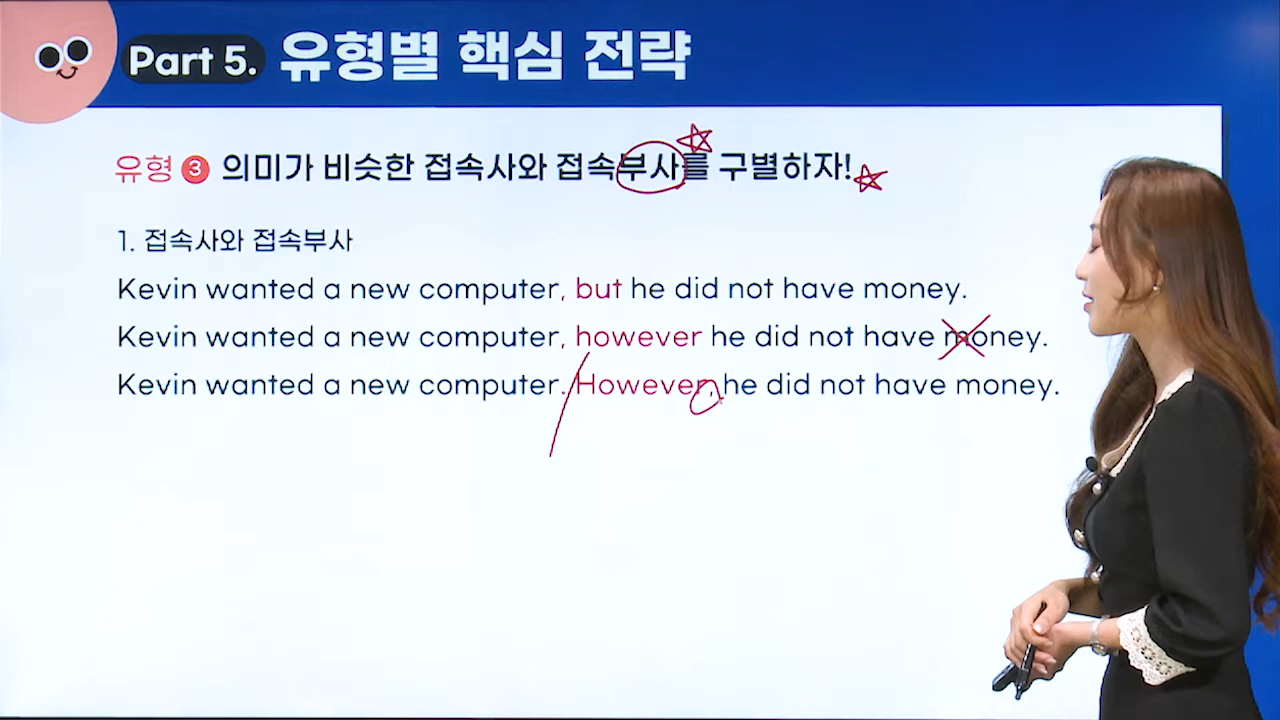 Part 5. 유형별 핵심 전략
유형 3 의미가 비슷한 접속사와 접속부사를 구별하자!
1. 접속사와 접속부사
Kevin wanted a new computer, but he did not have money.
Kevin wanted a new computer, however he did not have money.
Kevin wanted a new computer. However, he did not have money.